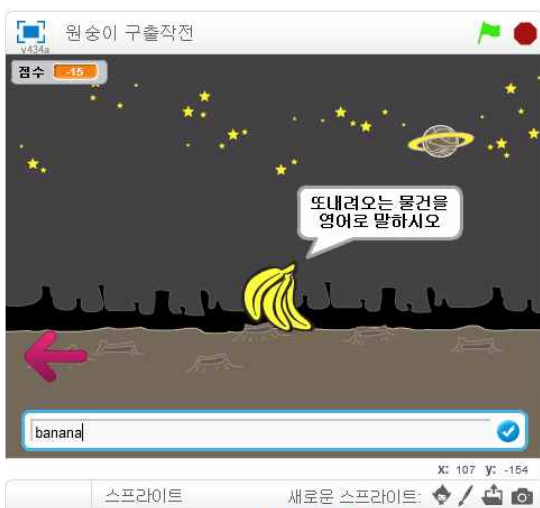 원숭이 구출작전
v434a
점수 -15
또내려오는 물건을
영어로 말하시오
banana
x: 107 y: -154
스프라이트 새로운 스프라이트: